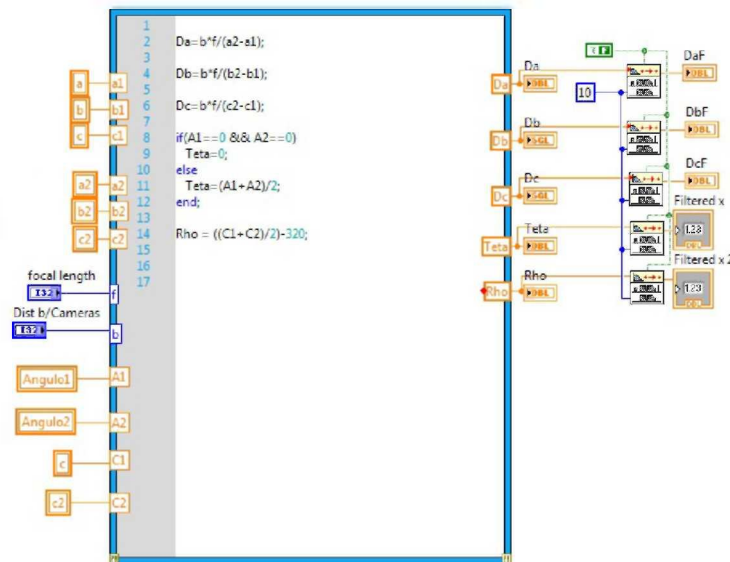 1
2 Da=b*f/(a2-a1);
3
4 Db=b*f/(b2-b1);
5
6 Dc=b*f/(c2-c1);
7
8 if(A1==0 && A2==0)
9 Teta=0;
10 else
11 Teta=(A1+A2)/2;
12 end;
13
14 Rho = ((C1+C2)/2)-320;
15
16
17
a a1
b b1
c c1
a2 a2
b2 b2
c2 c2
focal length
I32 f
Dist b/Cameras
I32 b
Angulo1 A1
Angulo2 A2
c C1
c2 C2
Da Da
DBL
Db Db
SGL
Dc Dc
SGL
Teta Teta
DBL
Rho Rho
DBL
F
10
DaF
DBL
DbF
DBL
DcF
DBL
Filtered x
1.23
DBL
Filtered x 2
1.23
DBL